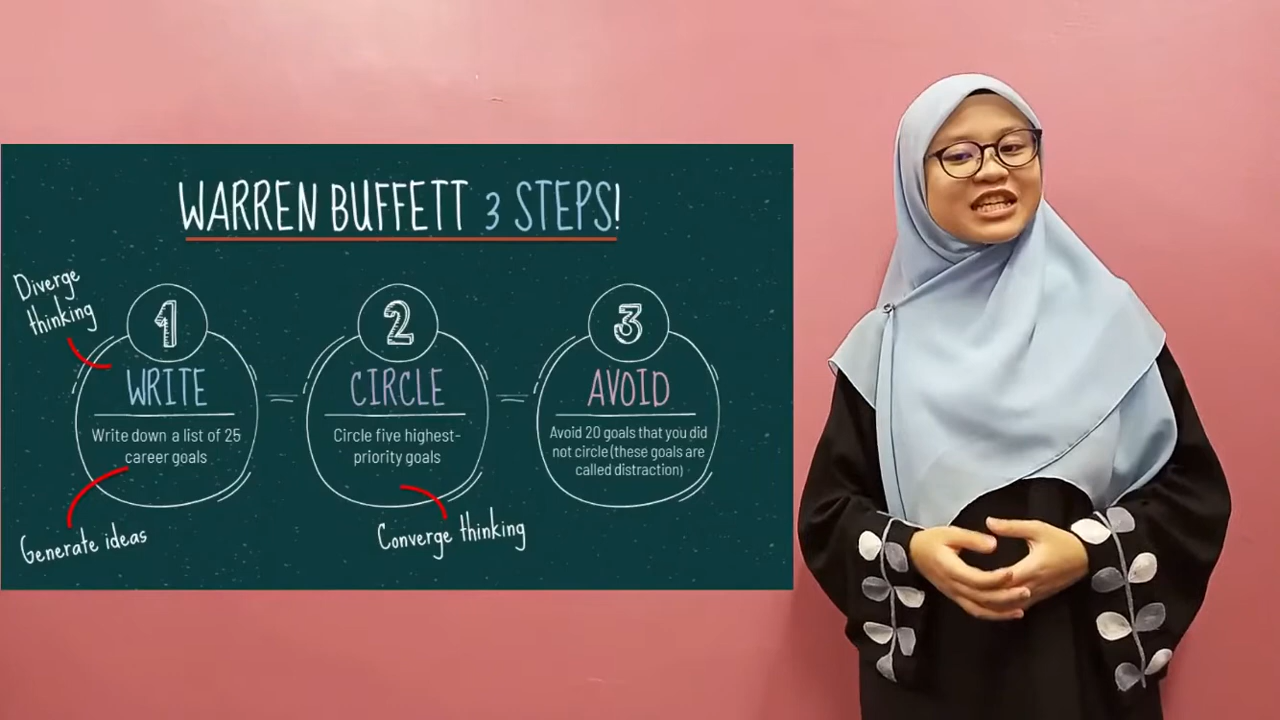 WARREN BUFFETT 3 STEPS!
Diverge
thinking
1
WRITE
Write down a list of 25
career goals
Generate ideas
2
CIRCLE
Circle five highest-
priority goals
Converge thinking
3
AVOID
Avoid 20 goals that you did
not circle (these goals are
called distraction)